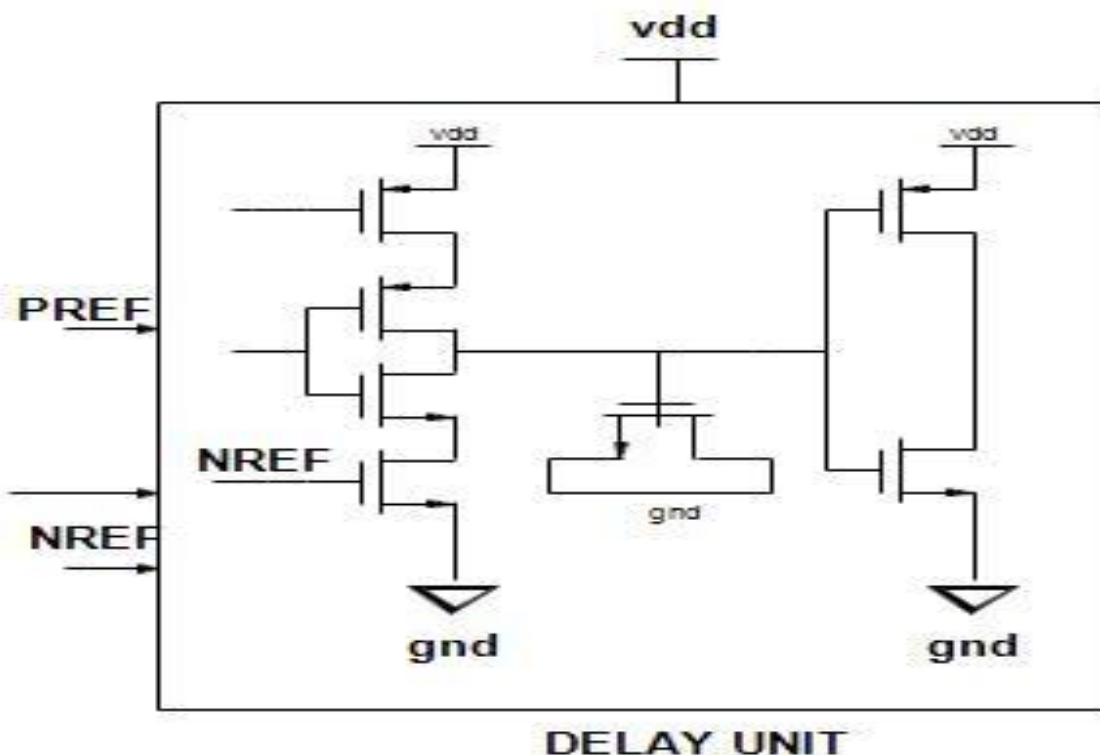 vdd
vdd
vdd
PREF
NREF
NREF
gnd
gnd
gnd
DELAY UNIT